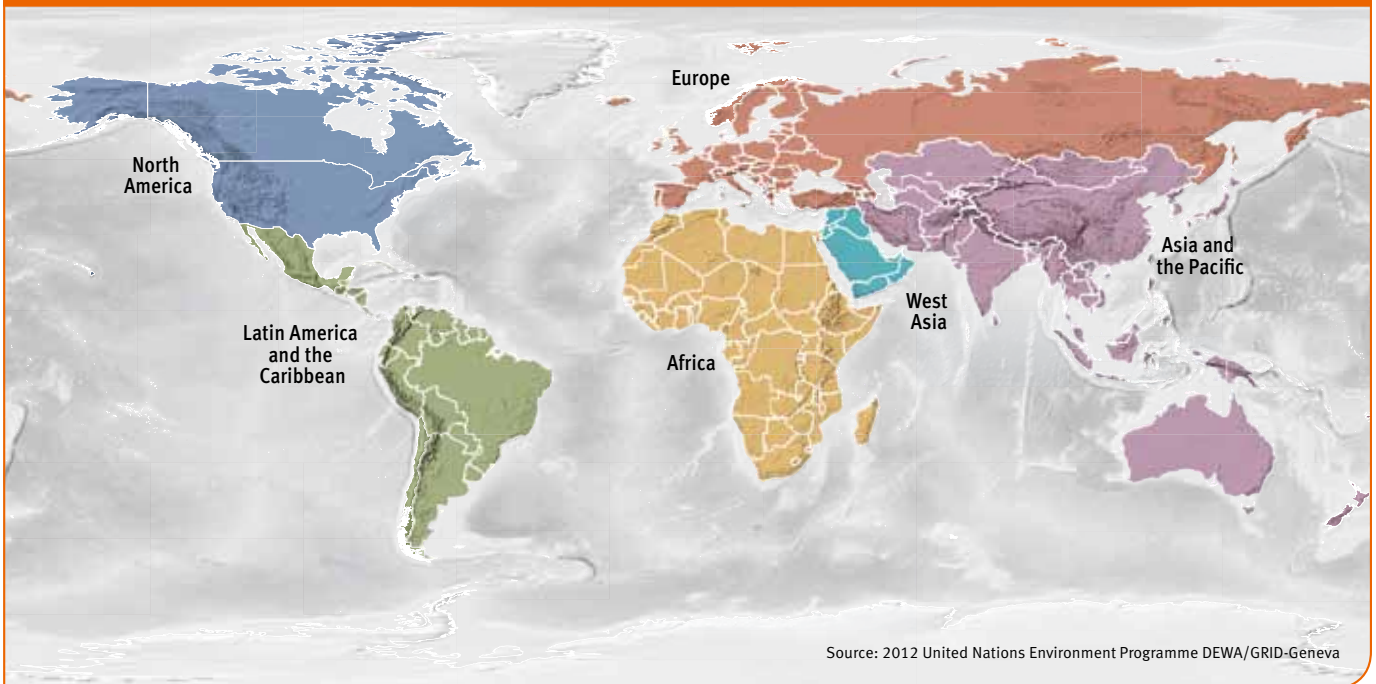 Europe
North
America
Asia and
the Pacific
West
Asia
Latin America
and the
Caribbean
Africa
Source: 2012 United Nations Environment Programme DEWA/GRID-Geneva